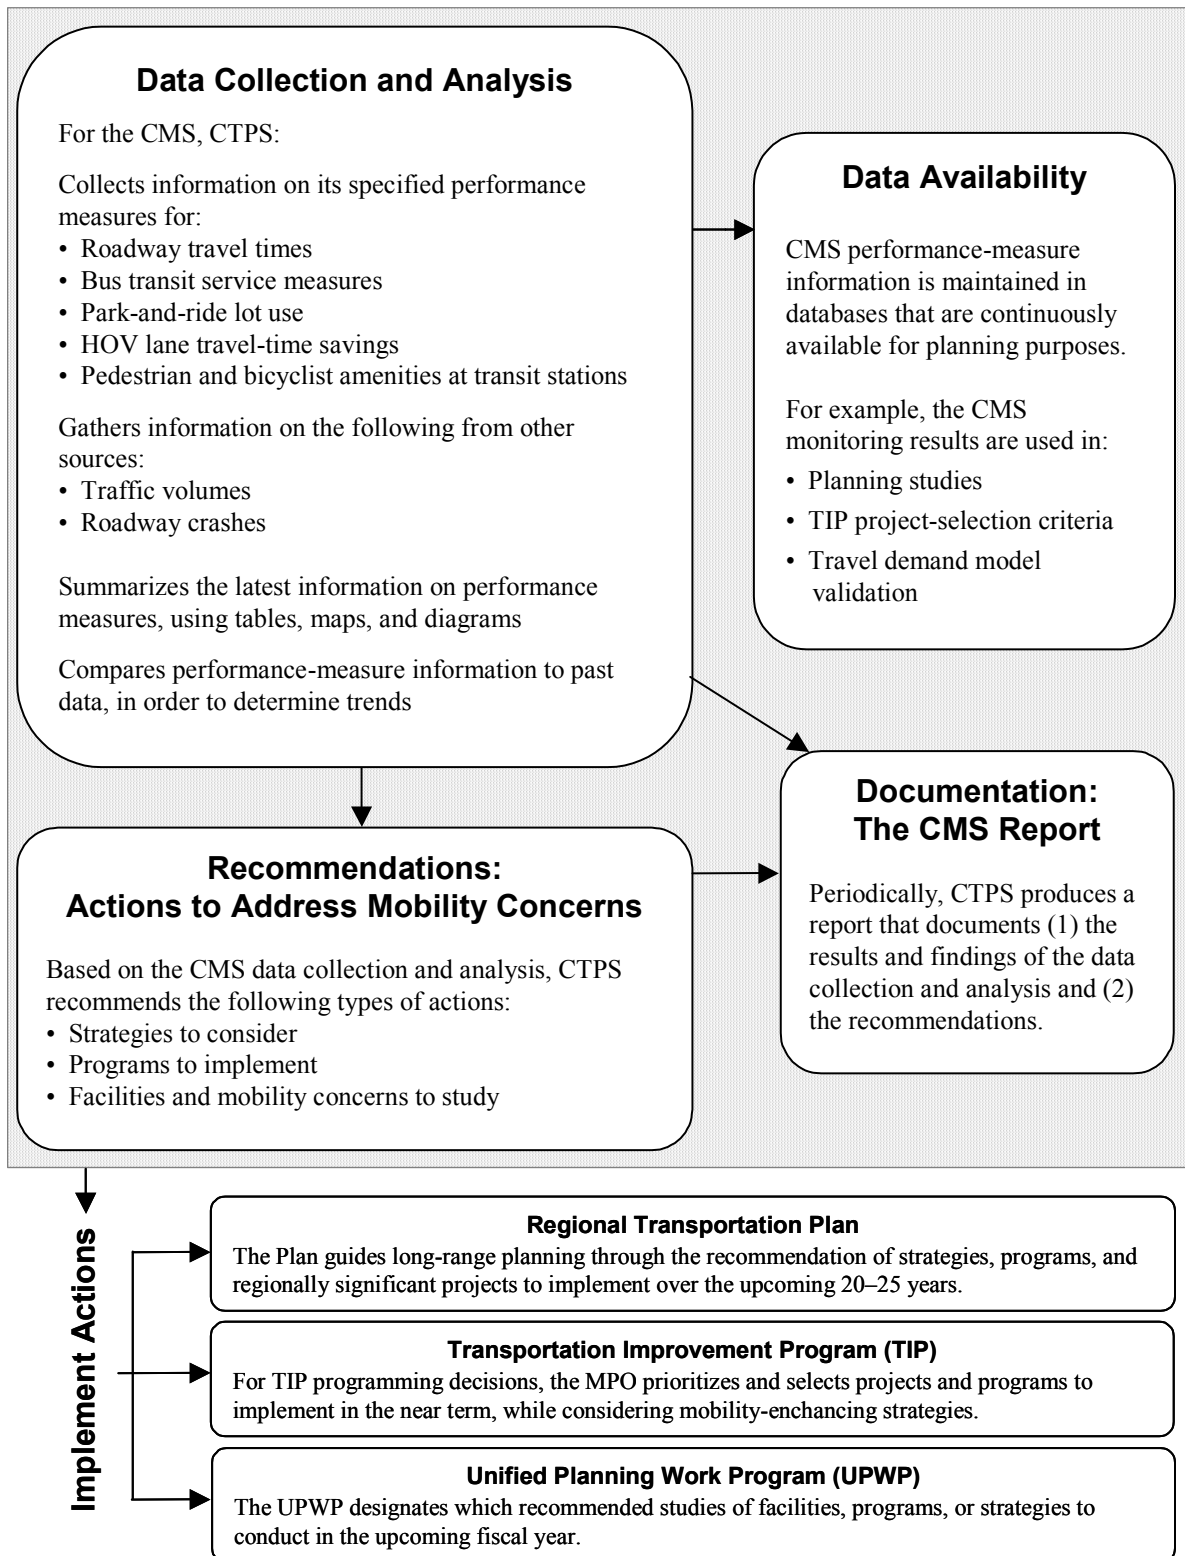 Data Collection and Analysis
For the CMS, CTPS:
Collects information on its specified performance
measures for:
• Roadway travel times
• Bus transit service measures
• Park-and-ride lot use
• HOV lane travel-time savings
• Pedestrian and bicyclist amenities at transit stations
Gathers information on the following from other
sources:
• Traffic volumes
• Roadway crashes
Summarizes the latest information on performance
measures, using tables, maps, and diagrams
Compares performance-measure information to past
data, in order to determine trends
Data Availability
CMS performance-measure
information is maintained in
databases that are continuously
available for planning purposes.
For example, the CMS
monitoring results are used in:
• Planning studies
• TIP project-selection criteria
• Travel demand model
validation
Recommendations:
Actions to Address Mobility Concerns
Based on the CMS data collection and analysis, CTPS
recommends the following types of actions:
• Strategies to consider
• Programs to implement
• Facilities and mobility concerns to study
Documentation:
The CMS Report
Periodically, CTPS produces a
report that documents (1) the
results and findings of the data
collection and analysis and (2)
the recommendations.
Implement Actions
Regional Transportation Plan
The Plan guides long-range planning through the recommendation of strategies, programs, and
regionally significant projects to implement over the upcoming 20–25 years.
Transportation Improvement Program (TIP)
For TIP programming decisions, the MPO prioritizes and selects projects and programs to
implement in the near term, while considering mobility-enchancing strategies.
Unified Planning Work Program (UPWP)
The UPWP designates which recommended studies of facilities, programs, or strategies to
conduct in the upcoming fiscal year.